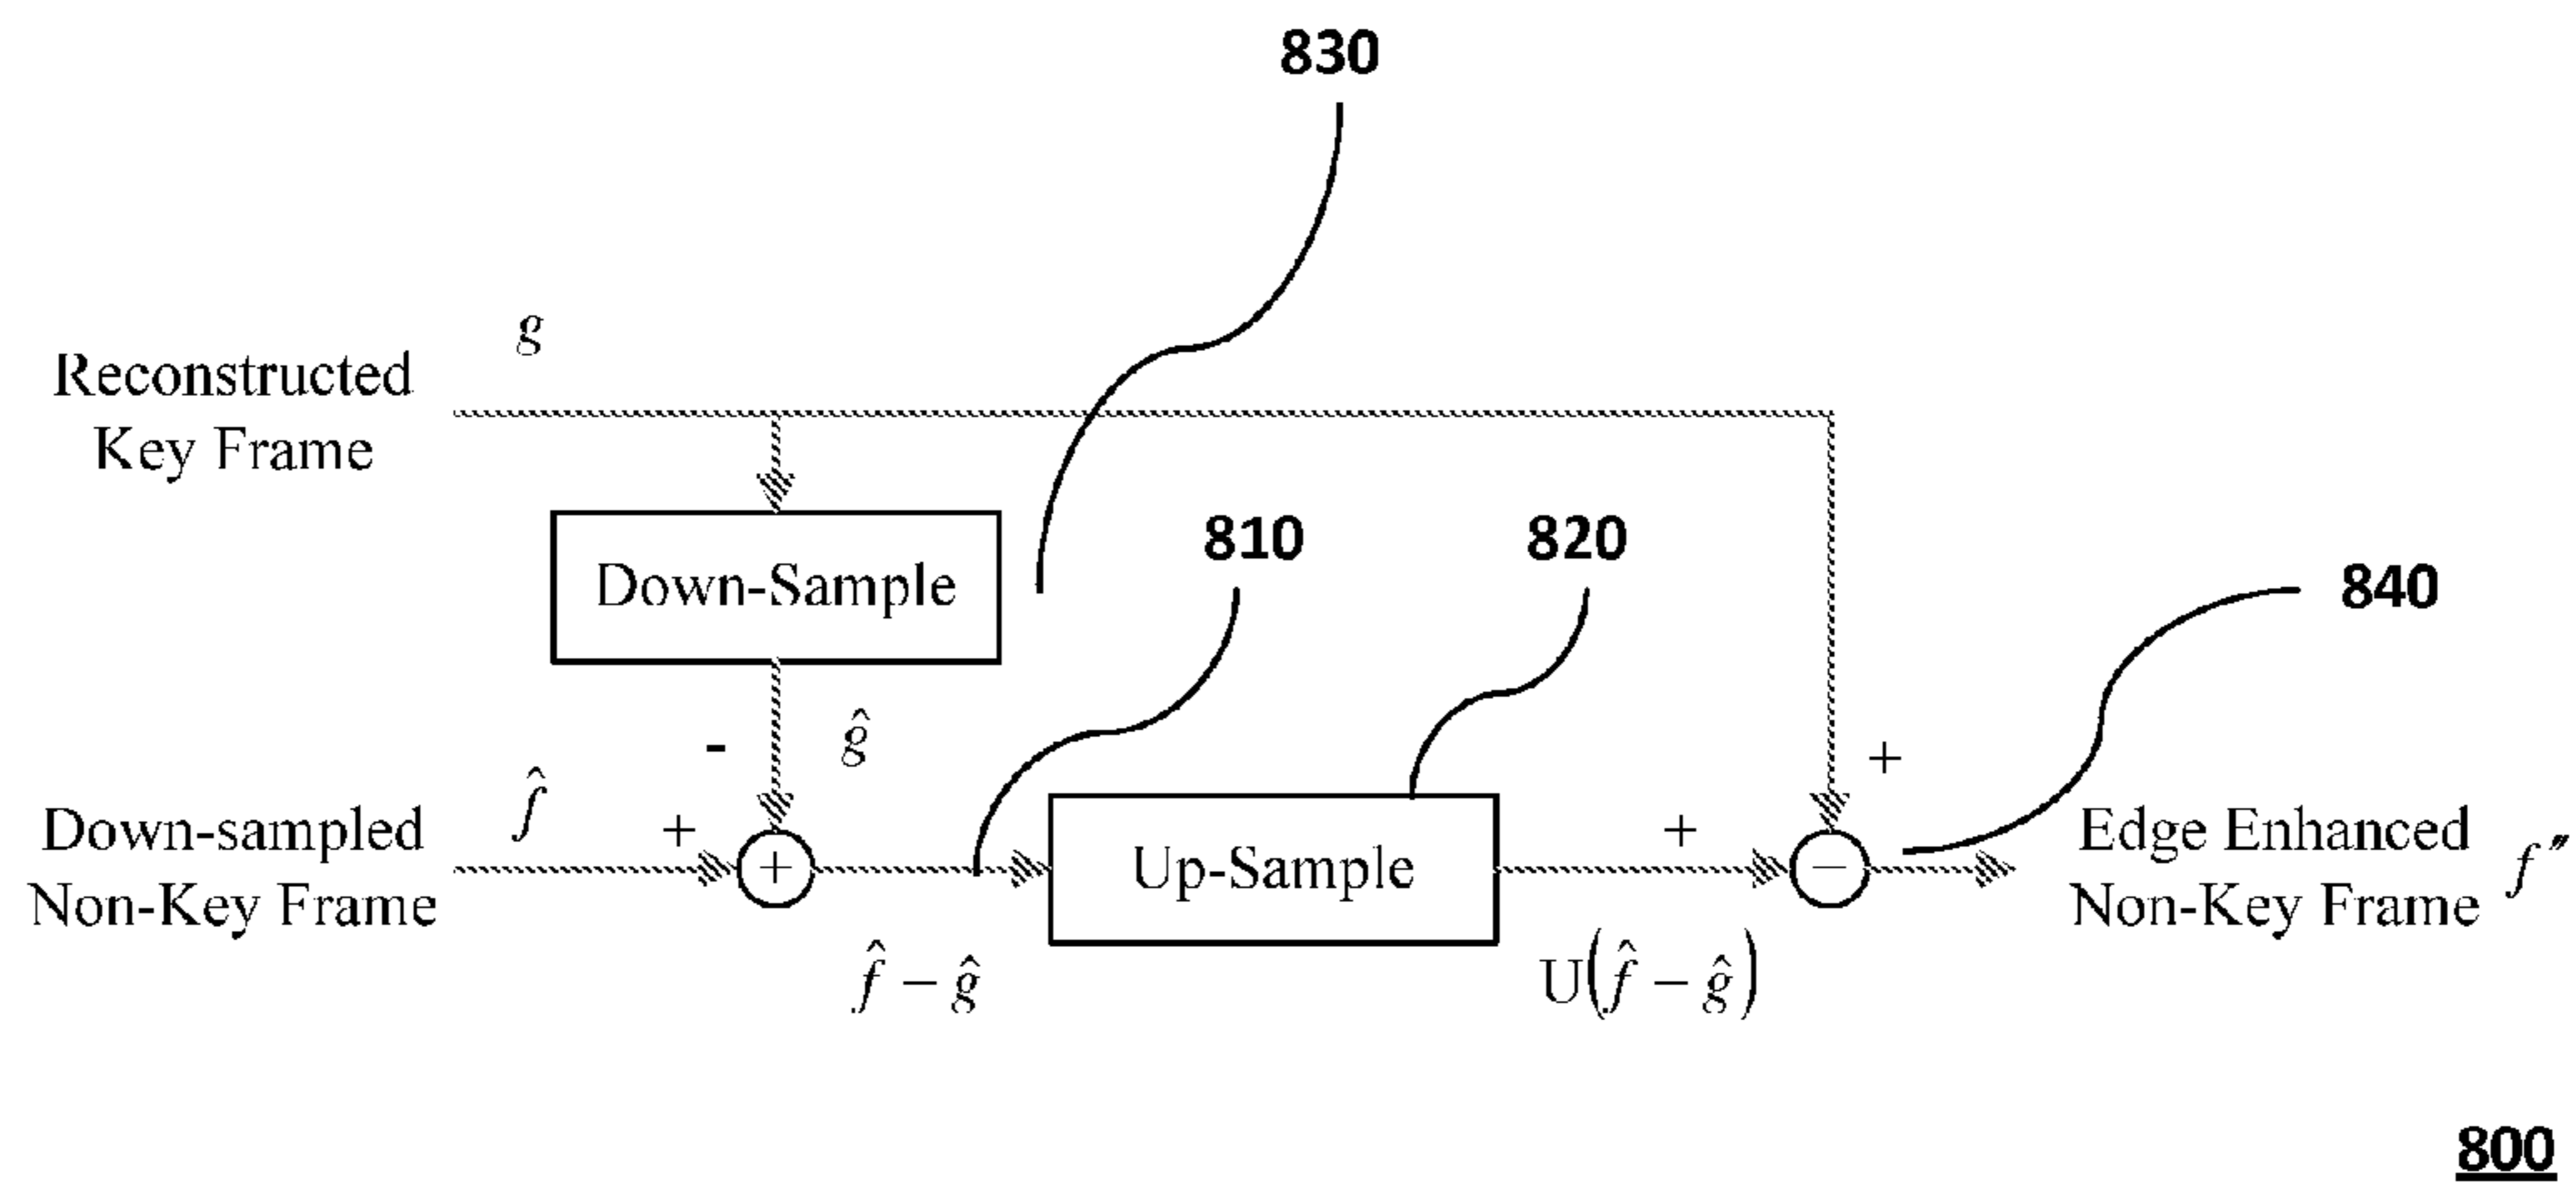 830
g
Reconstructed
Key Frame
Down-Sample
810
820
840
- ĝ
+
f̂
Down-sampled
Non-Key Frame
+
+
Up-Sample
+
−
Edge Enhanced
Non-Key Frame f″
f̂ − ĝ
U(f̂ − ĝ)
800